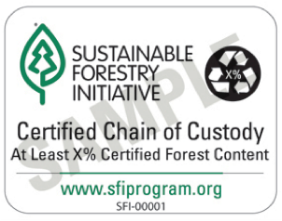 SUSTAINABLE
FORESTRY
INITIATIVE
X%
Certified Chain of Custody
At Least X% Certified Forest Content
www.sfiprogram.org
SFI-00001
SAMPLE